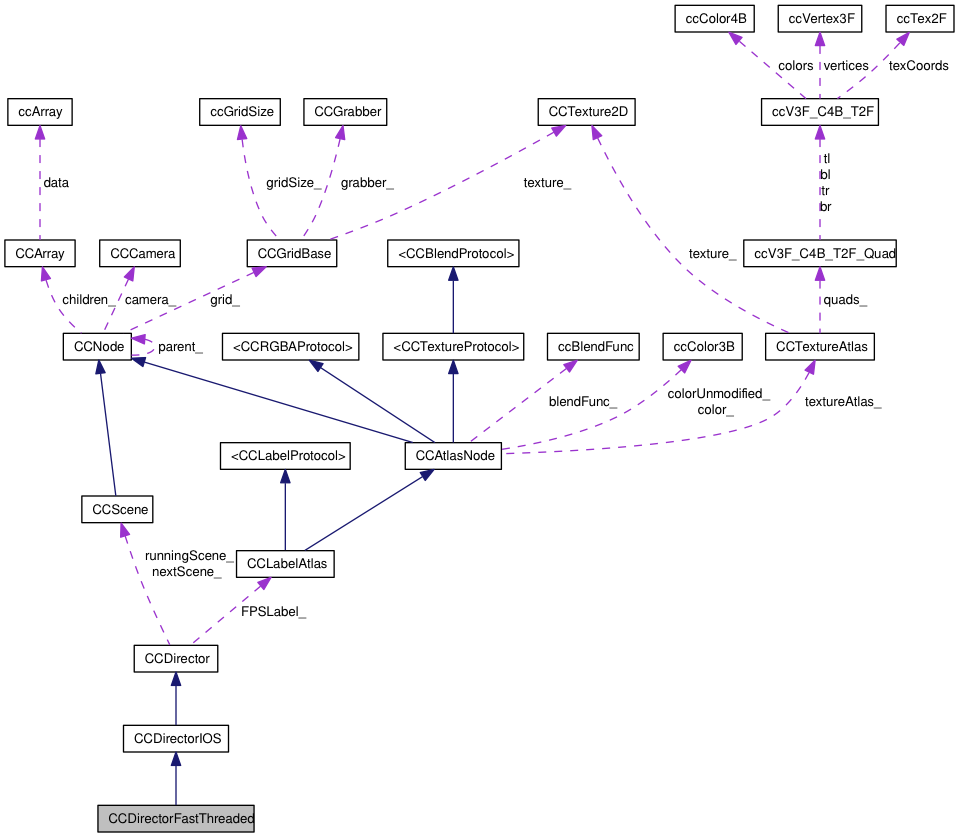 ccColor4B
ccVertex3F
ccTex2F
colors
vertices
texCoords
ccArray
ccGridSize
CCGrabber
CCTexture2D
ccV3F_C4B_T2F
data
gridSize_
grabber_
texture_
tl
bl
tr
br
CCArray
CCCamera
CCGridBase
<CCBlendProtocol>
texture_
ccV3F_C4B_T2F_Quad
children_
camera_
grid_
quads_
CCNode
parent_
<CCRGBAProtocol>
<CCTextureProtocol>
ccBlendFunc
ccColor3B
CCTextureAtlas
blendFunc_
colorUnmodified_
color_
textureAtlas_
<CCLabelProtocol>
CCAtlasNode
CCScene
runningScene_
nextScene_
CCLabelAtlas
FPSLabel_
CCDirector
CCDirectorIOS
CCDirectorFastThreaded